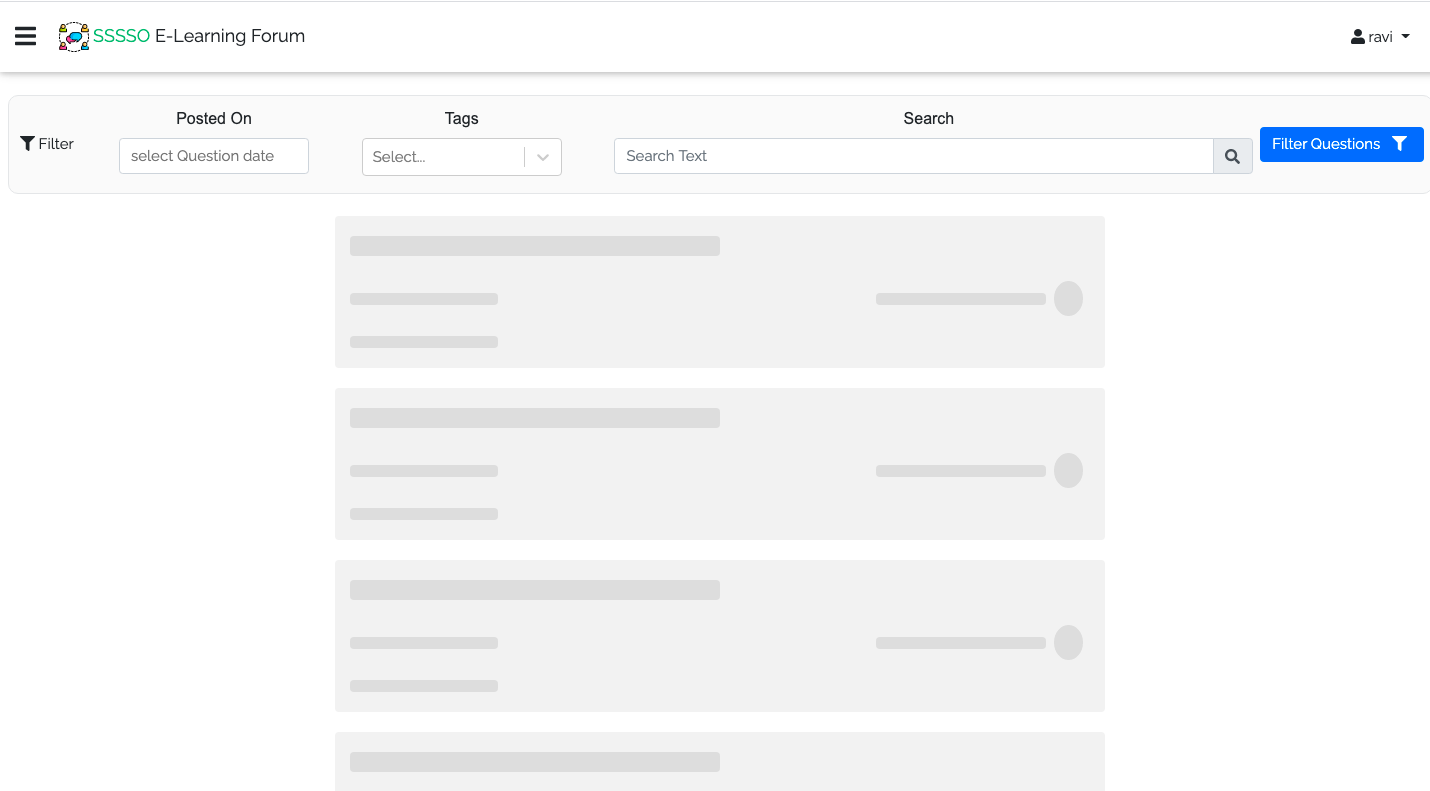 SSSSO E-Learning Forum
ravi
Filter
Posted On
select Question date
Tags
Select...
Search
Search Text
Filter Questions